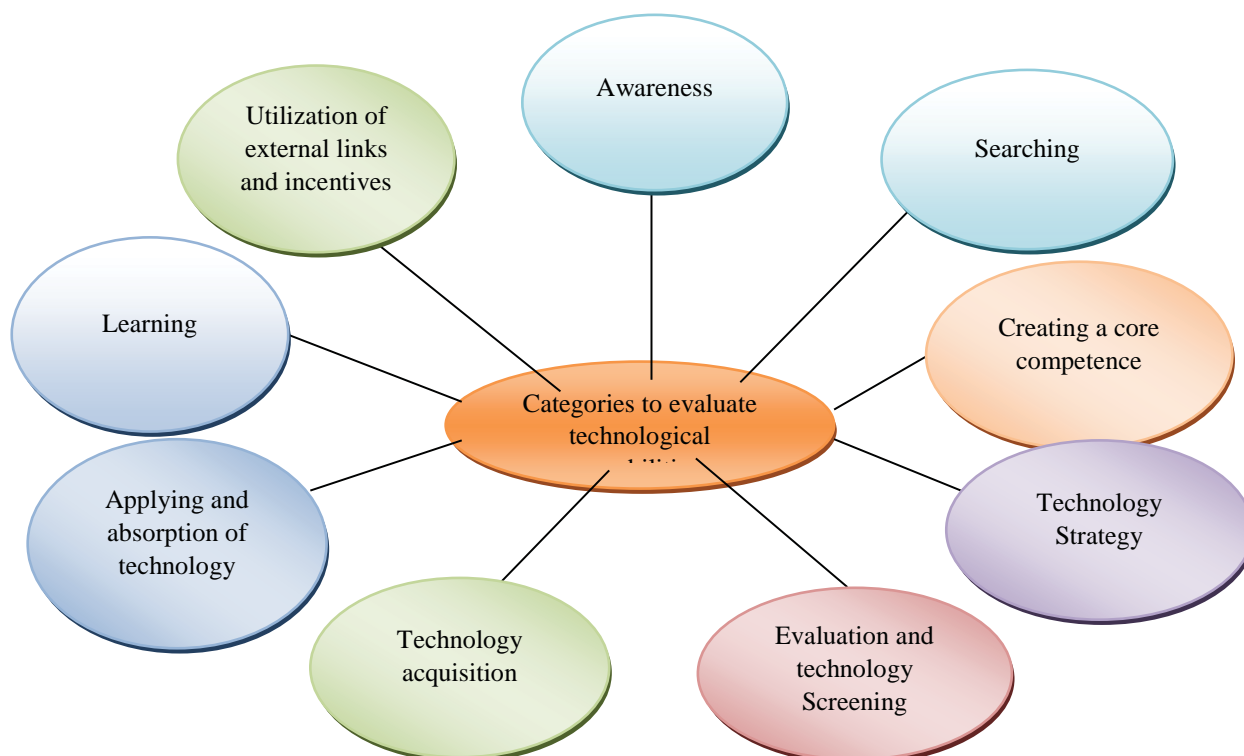 Awareness
Utilization of
external links
and incentives
Searching
Learning
Creating a core
competence
Categories to evaluate
technological
Applying and
absorption of
technology
Technology
Strategy
Technology
acquisition
Evaluation and
technology
Screening